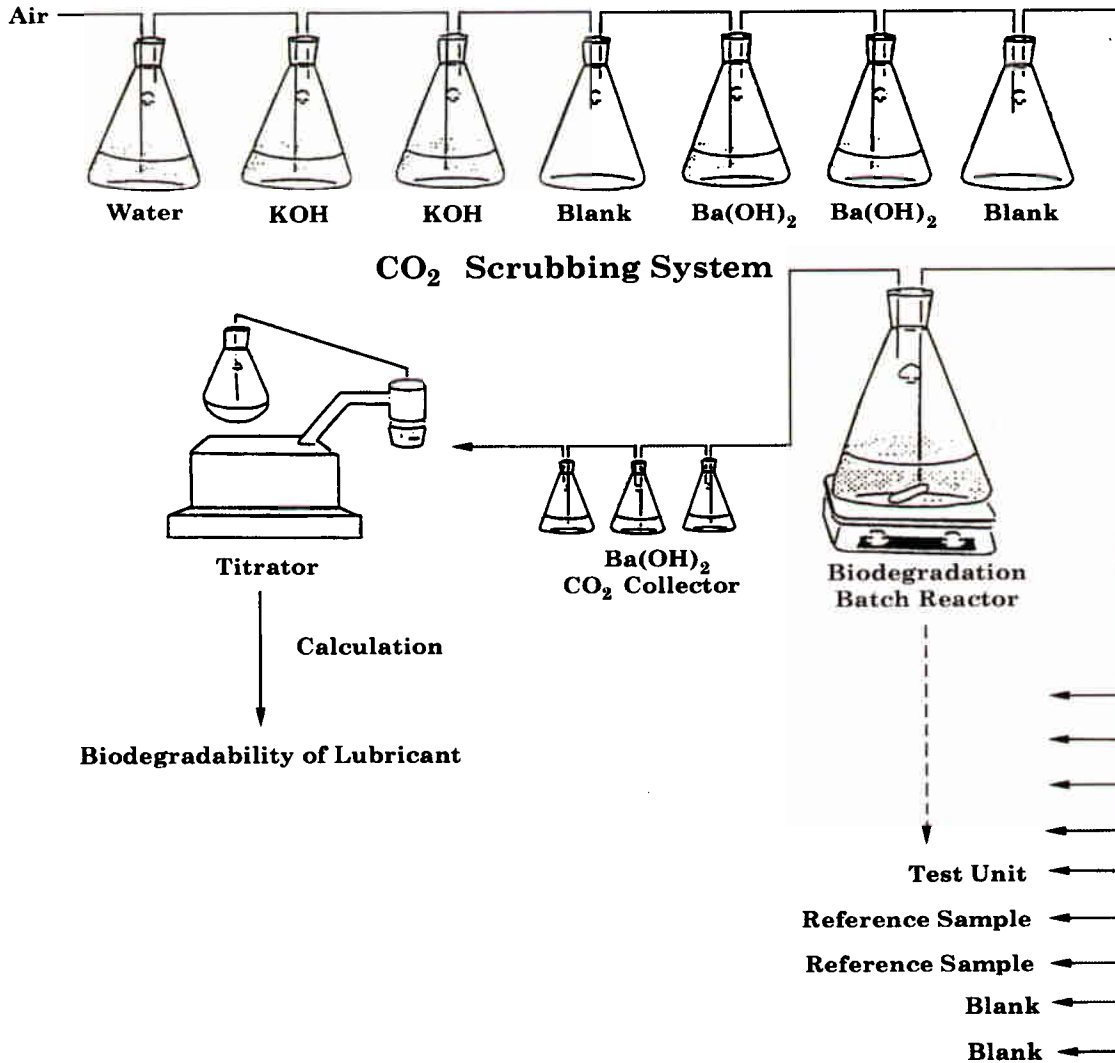 Air
Water
KOH
KOH
Blank
Ba(OH)₂
Ba(OH)₂
Blank
CO₂ Scrubbing System
Titrator
Ba(OH)₂
CO₂ Collector
Biodegradation
Batch Reactor
Calculation
Biodegradability of Lubricant
Test Unit
Reference Sample
Reference Sample
Blank
Blank